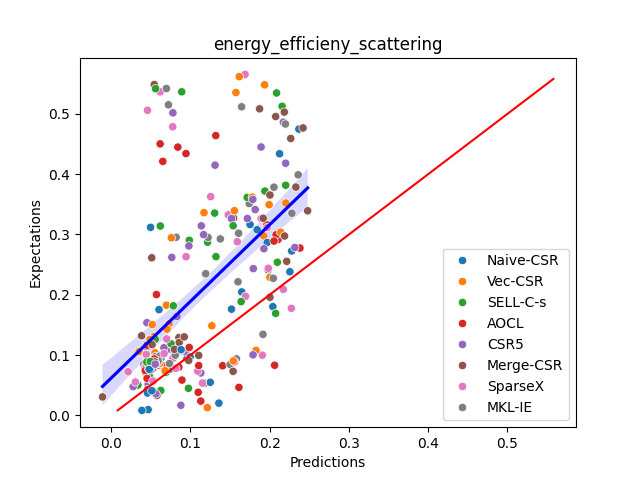 energy_efficieny_scattering
Expectations
0.5
0.4
0.3
0.2
0.1
0.0
0.0 0.1 0.2 0.3 0.4 0.5
Predictions
Naive-CSR
Vec-CSR
SELL-C-s
AOCL
CSR5
Merge-CSR
SparseX
MKL-IE